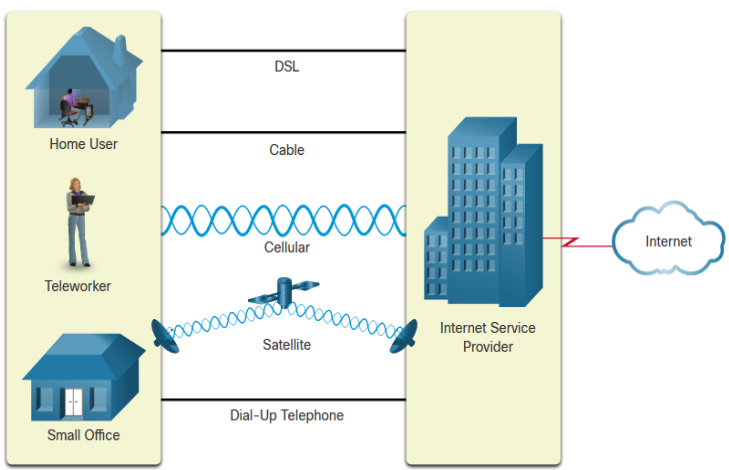 DSL
Home User
Cable
Cellular
Teleworker
Internet
Satellite
Internet Service
Provider
Dial-Up Telephone
Small Office